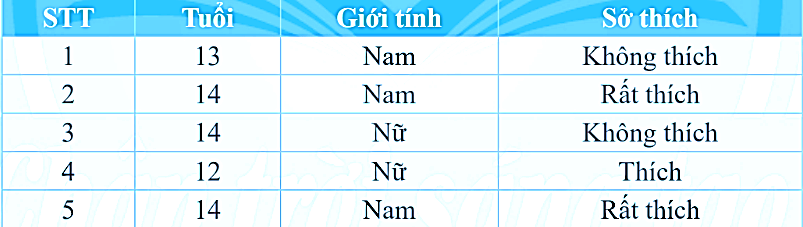 STT Tuổi Giới tính Sở thích
1 13 Nam Không thích
2 14 Nam Rất thích
3 14 Nữ Không thích
4 12 Nữ Thích
5 14 Nam Rất thích